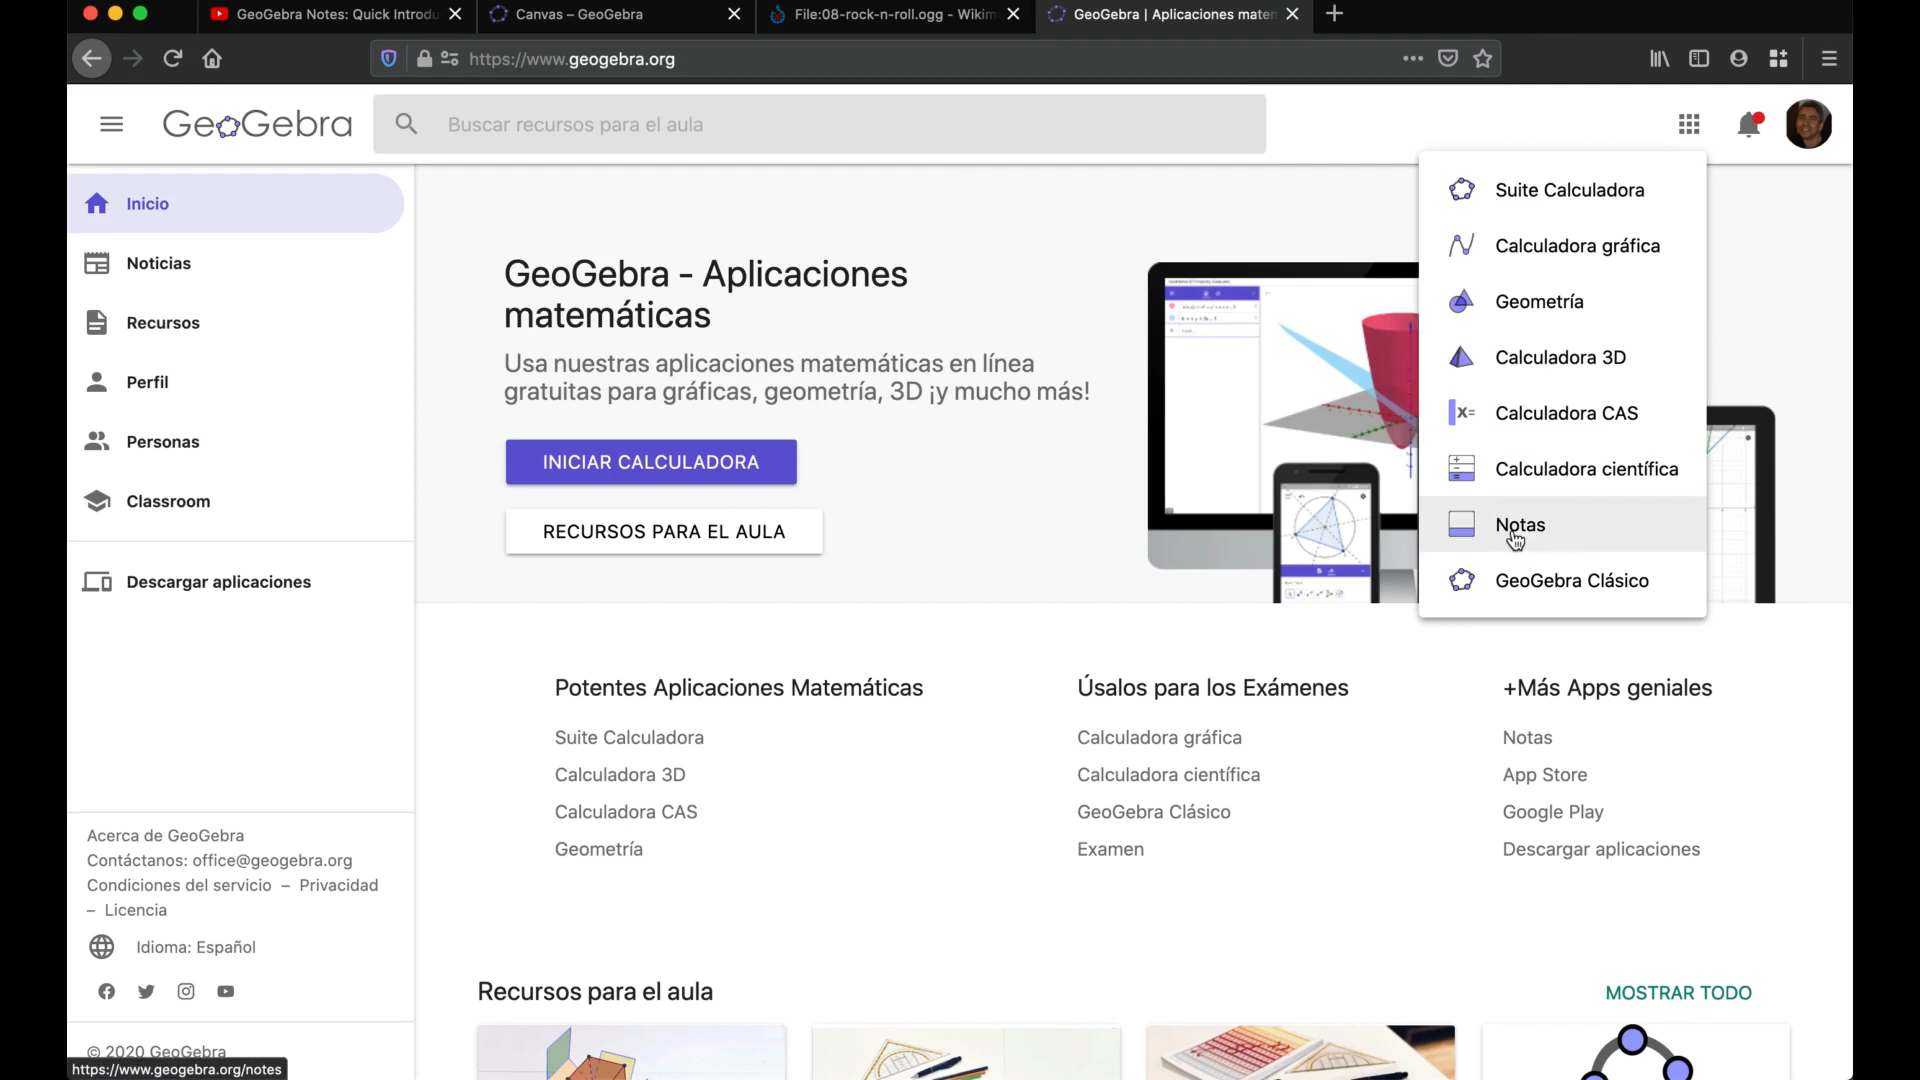 GeoGebra Notes: Quick Introdu
Canvas – GeoGebra
File:08-rock-n-roll.ogg - Wikim
GeoGebra | Aplicaciones maten
https://www.geogebra.org
GeoGebra
Buscar recursos para el aula
Inicio
Noticias
Recursos
Perfil
Personas
Classroom
Descargar aplicaciones
Acerca de GeoGebra
Contáctanos: office@geogebra.org
Condiciones del servicio – Privacidad
– Licencia
Idioma: Español
© 2020 GeoGebra
https://www.geogebra.org/notes
GeoGebra - Aplicaciones
matemáticas
Usa nuestras aplicaciones matemáticas en línea
gratuitas para gráficas, geometría, 3D ¡y mucho más!
INICIAR CALCULADORA
RECURSOS PARA EL AULA
Suite Calculadora
Calculadora gráfica
Geometría
Calculadora 3D
X=
Calculadora CAS
Calculadora científica
Notas
GeoGebra Clásico
Potentes Aplicaciones Matemáticas
Suite Calculadora
Calculadora 3D
Calculadora CAS
Geometría
Úsalos para los Exámenes
Calculadora gráfica
Calculadora científica
GeoGebra Clásico
Examen
+Más Apps geniales
Notas
App Store
Google Play
Descargar aplicaciones
Recursos para el aula
MOSTRAR TODO